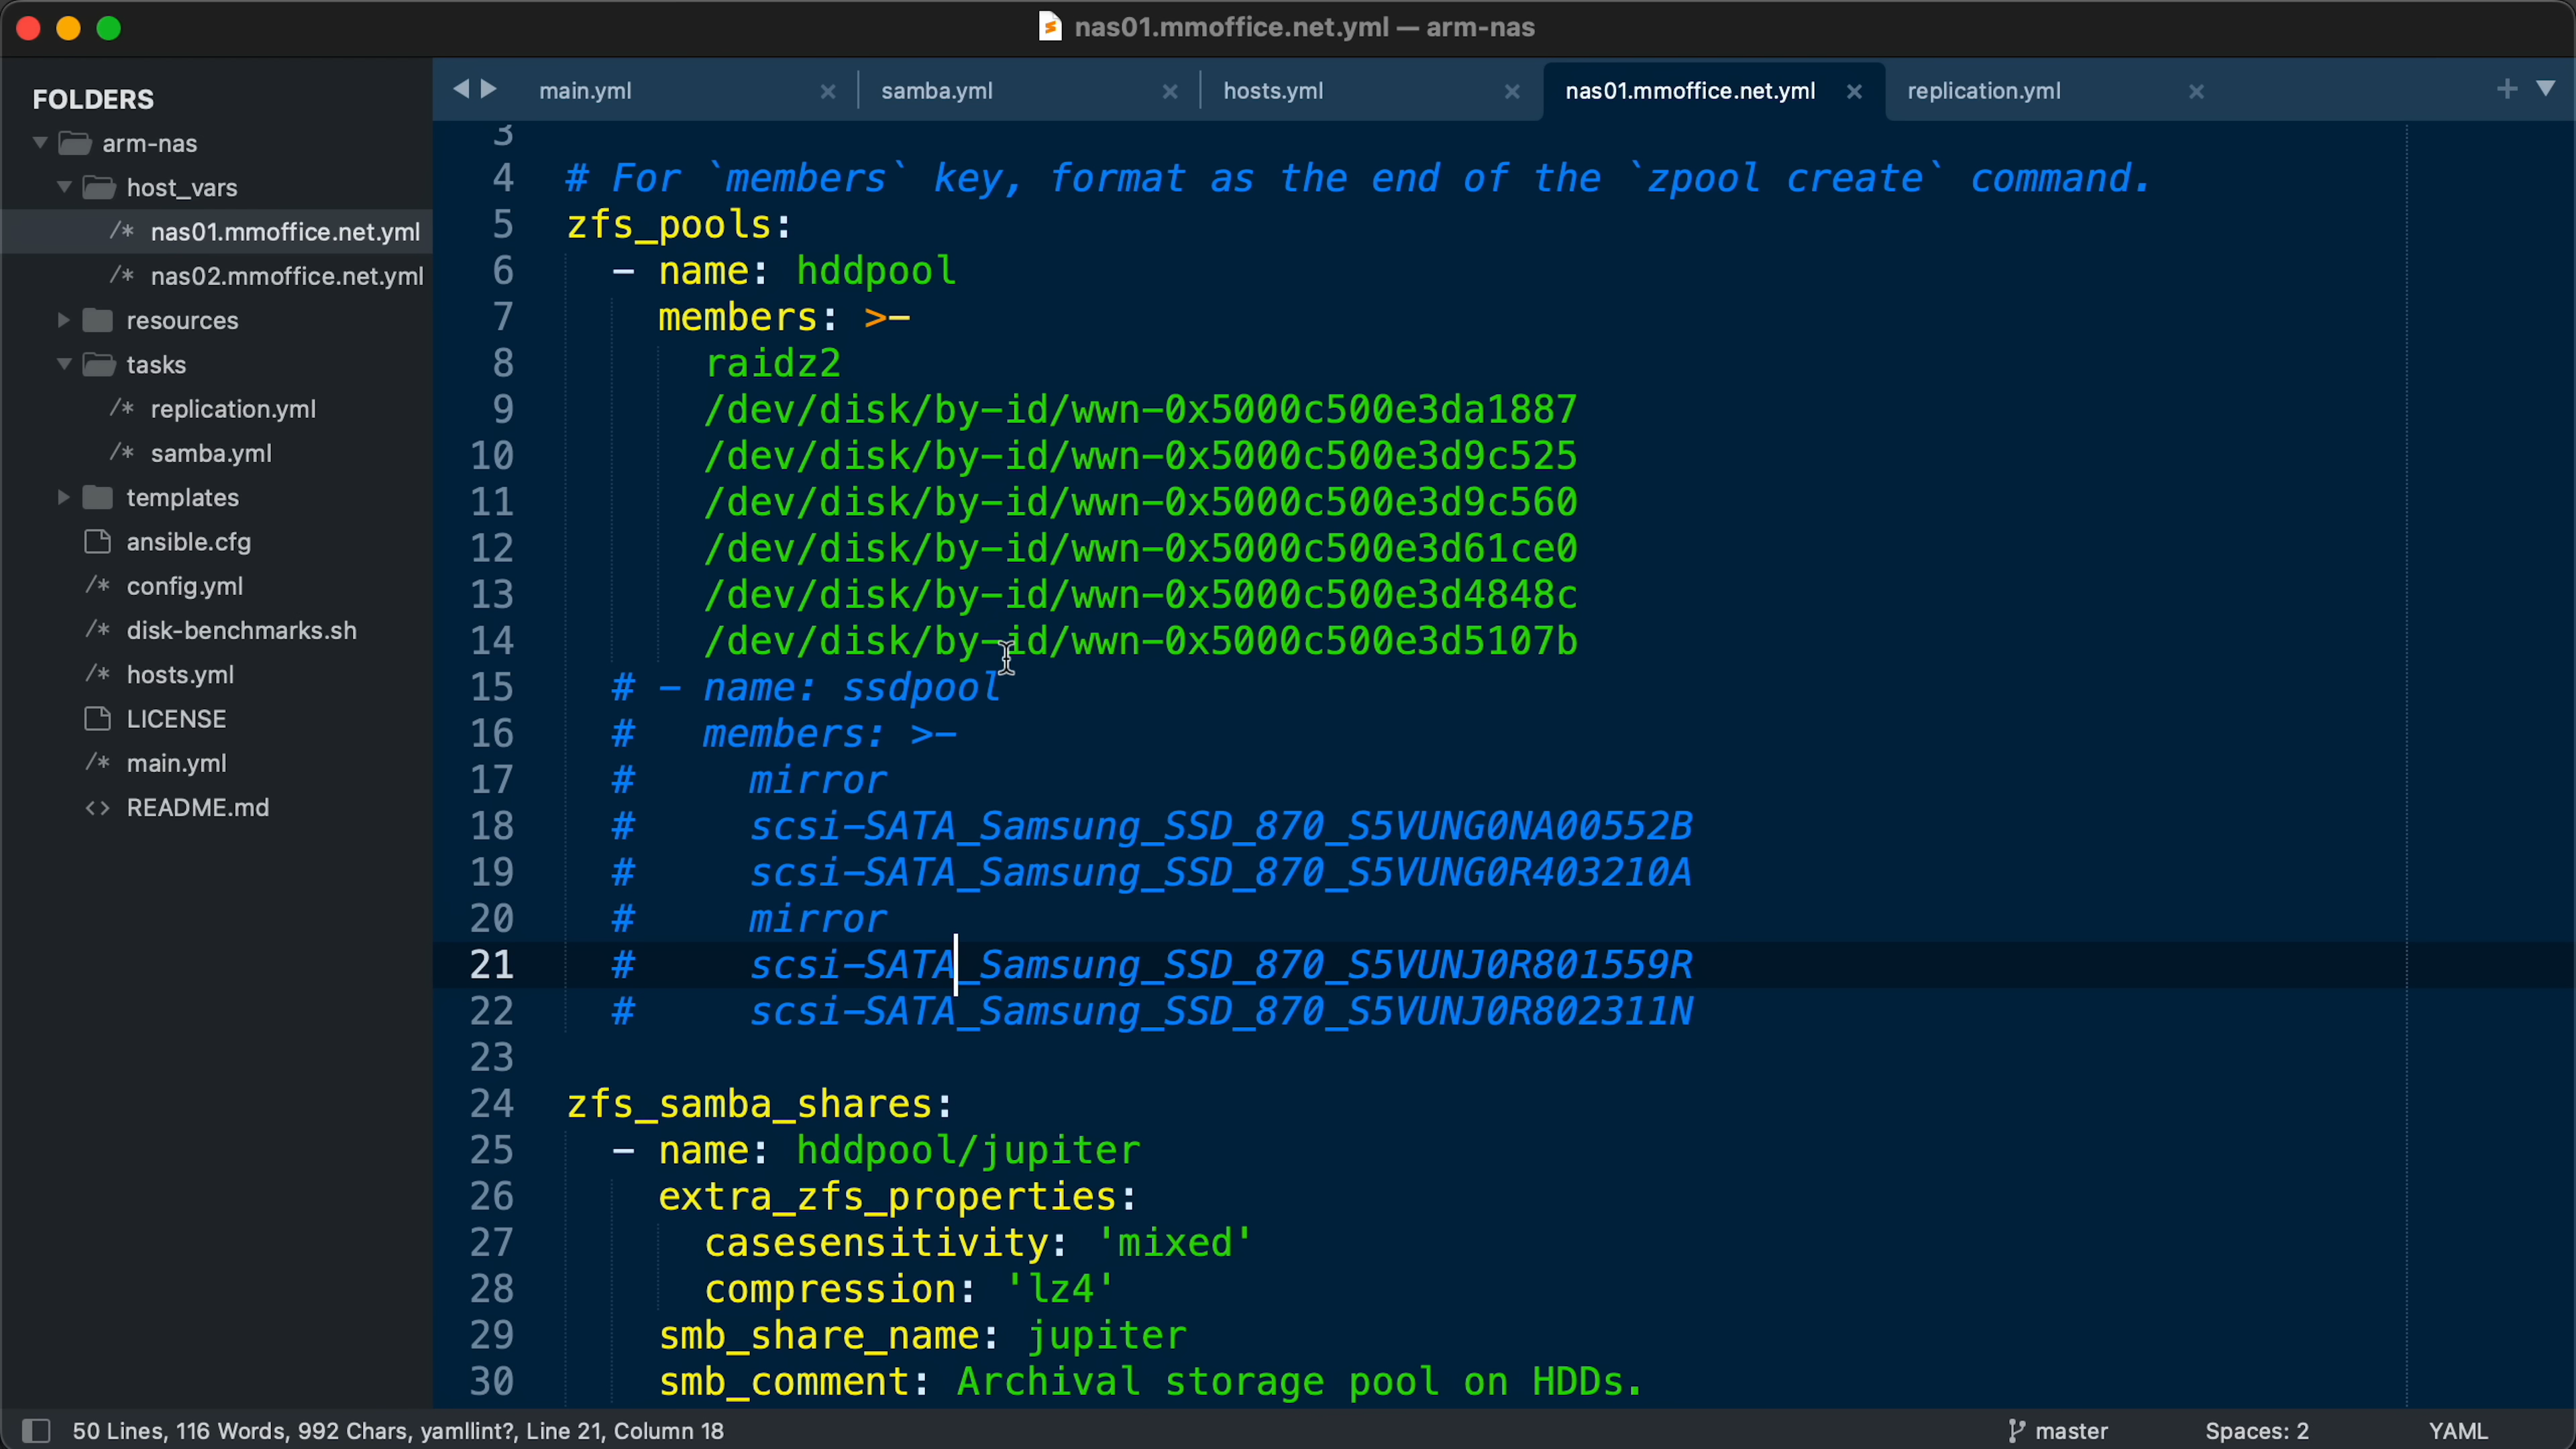 nas01.mmoffice.net.yml — arm-nas
FOLDERS
arm-nas
host_vars
/* nas01.mmoffice.net.yml
/* nas02.mmoffice.net.yml
resources
tasks
/* replication.yml
/* samba.yml
templates
ansible.cfg
/* config.yml
/* disk-benchmarks.sh
/* hosts.yml
LICENSE
/* main.yml
<> README.md
main.yml
samba.yml
hosts.yml
nas01.mmoffice.net.yml
replication.yml
3
4 # For `members` key, format as the end of the `zpool create` command.
5 zfs_pools:
6   - name: hddpool
7     members: >-
8       raidz2
9       /dev/disk/by-id/wwn-0x5000c500e3da1887
10       /dev/disk/by-id/wwn-0x5000c500e3d9c525
11       /dev/disk/by-id/wwn-0x5000c500e3d9c560
12       /dev/disk/by-id/wwn-0x5000c500e3d61ce0
13       /dev/disk/by-id/wwn-0x5000c500e3d4848c
14       /dev/disk/by-id/wwn-0x5000c500e3d5107b
15   # - name: ssdpool
16   #   members: >-
17   #     mirror
18   #     scsi-SATA_Samsung_SSD_870_S5VUNG0NA00552B
19   #     scsi-SATA_Samsung_SSD_870_S5VUNG0R403210A
20   #     mirror
21   #     scsi-SATA_Samsung_SSD_870_S5VUNJ0R801559R
22   #     scsi-SATA_Samsung_SSD_870_S5VUNJ0R802311N
23
24 zfs_samba_shares:
25   - name: hddpool/jupiter
26     extra_zfs_properties:
27       casesensitivity: 'mixed'
28       compression: 'lz4'
29     smb_share_name: jupiter
30     smb_comment: Archival storage pool on HDDs.
50 Lines, 116 Words, 992 Chars, yamllint?, Line 21, Column 18
master
Spaces: 2
YAML